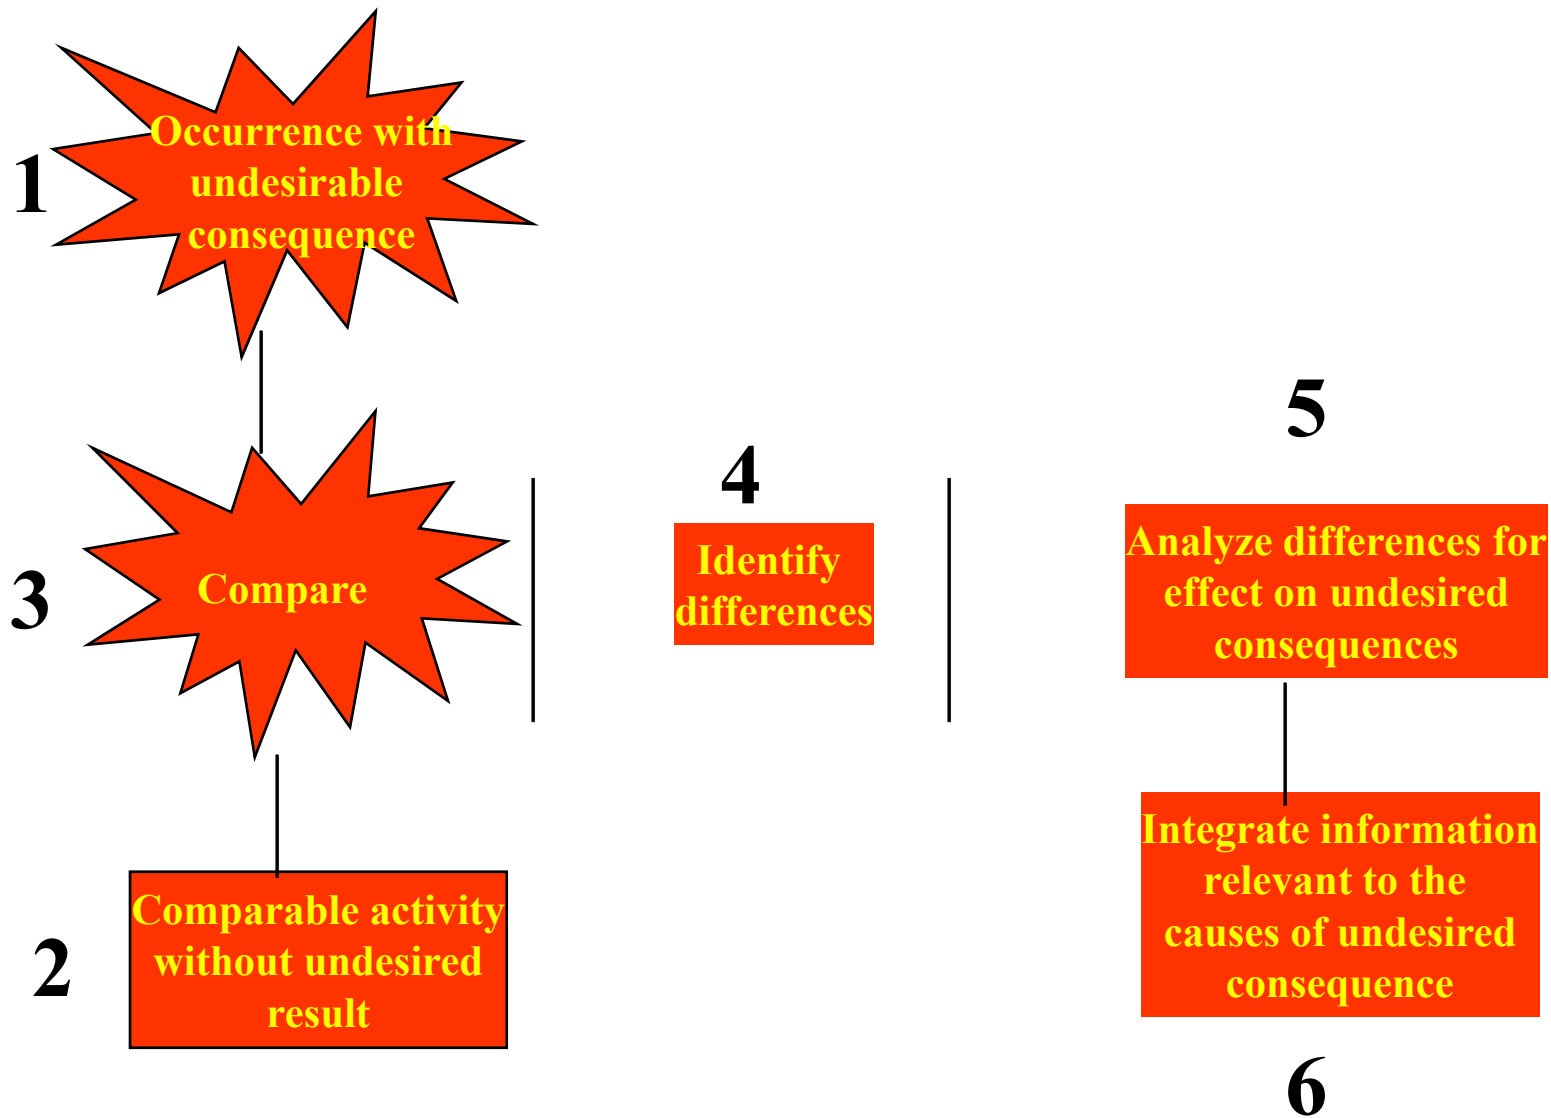 1
Occurrence with
undesirable
consequence
3
Compare
4
Identify
differences
5
Analyze differences for
effect on undesired
consequences
2
Comparable activity
without undesired
result
Integrate information
relevant to the
causes of undesired
consequence
6